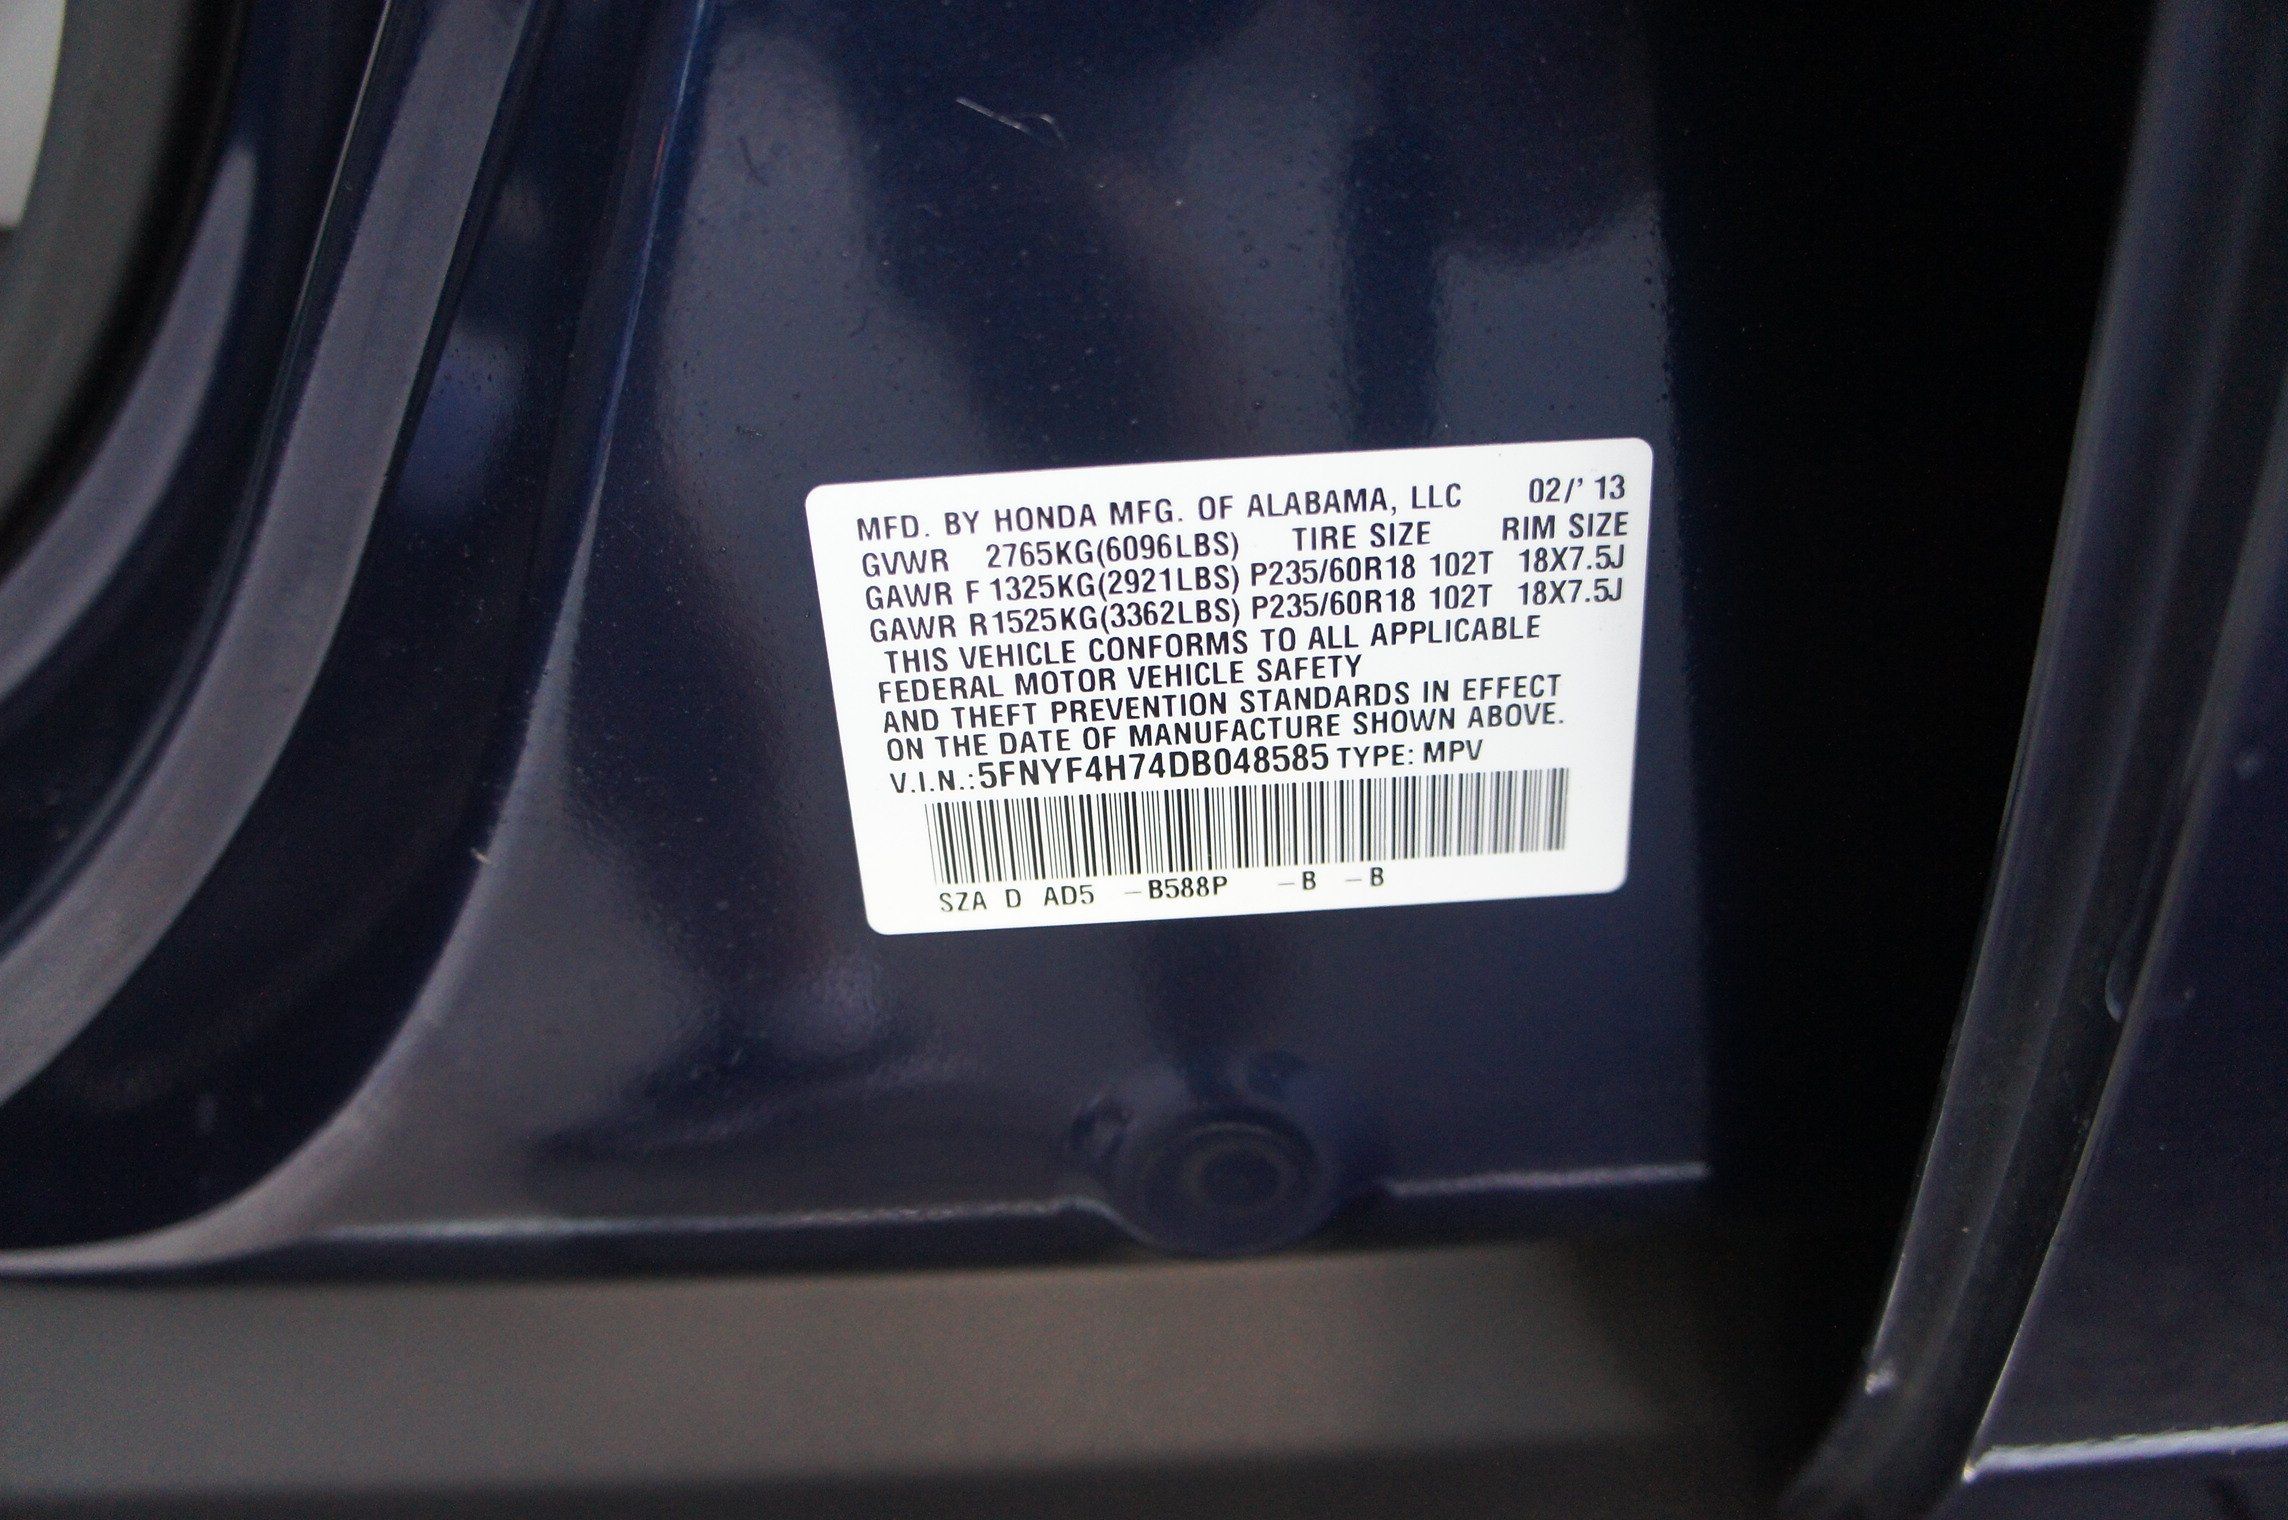 MFD. BY HONDA MFG. OF ALABAMA, LLC 02/' 13
GVWR 2765KG(6096LBS) TIRE SIZE RIM SIZE
GAWR F 1325KG(2921LBS) P235/60R18 102T 18X7.5J
GAWR R 1525KG(3362LBS) P235/60R18 102T 18X7.5J
THIS VEHICLE CONFORMS TO ALL APPLICABLE
FEDERAL MOTOR VEHICLE SAFETY
AND THEFT PREVENTION STANDARDS IN EFFECT
ON THE DATE OF MANUFACTURE SHOWN ABOVE.
V.I.N.: 5FNYF4H74DB048585 TYPE: MPV
SZA D AD5 –B588P –B –B